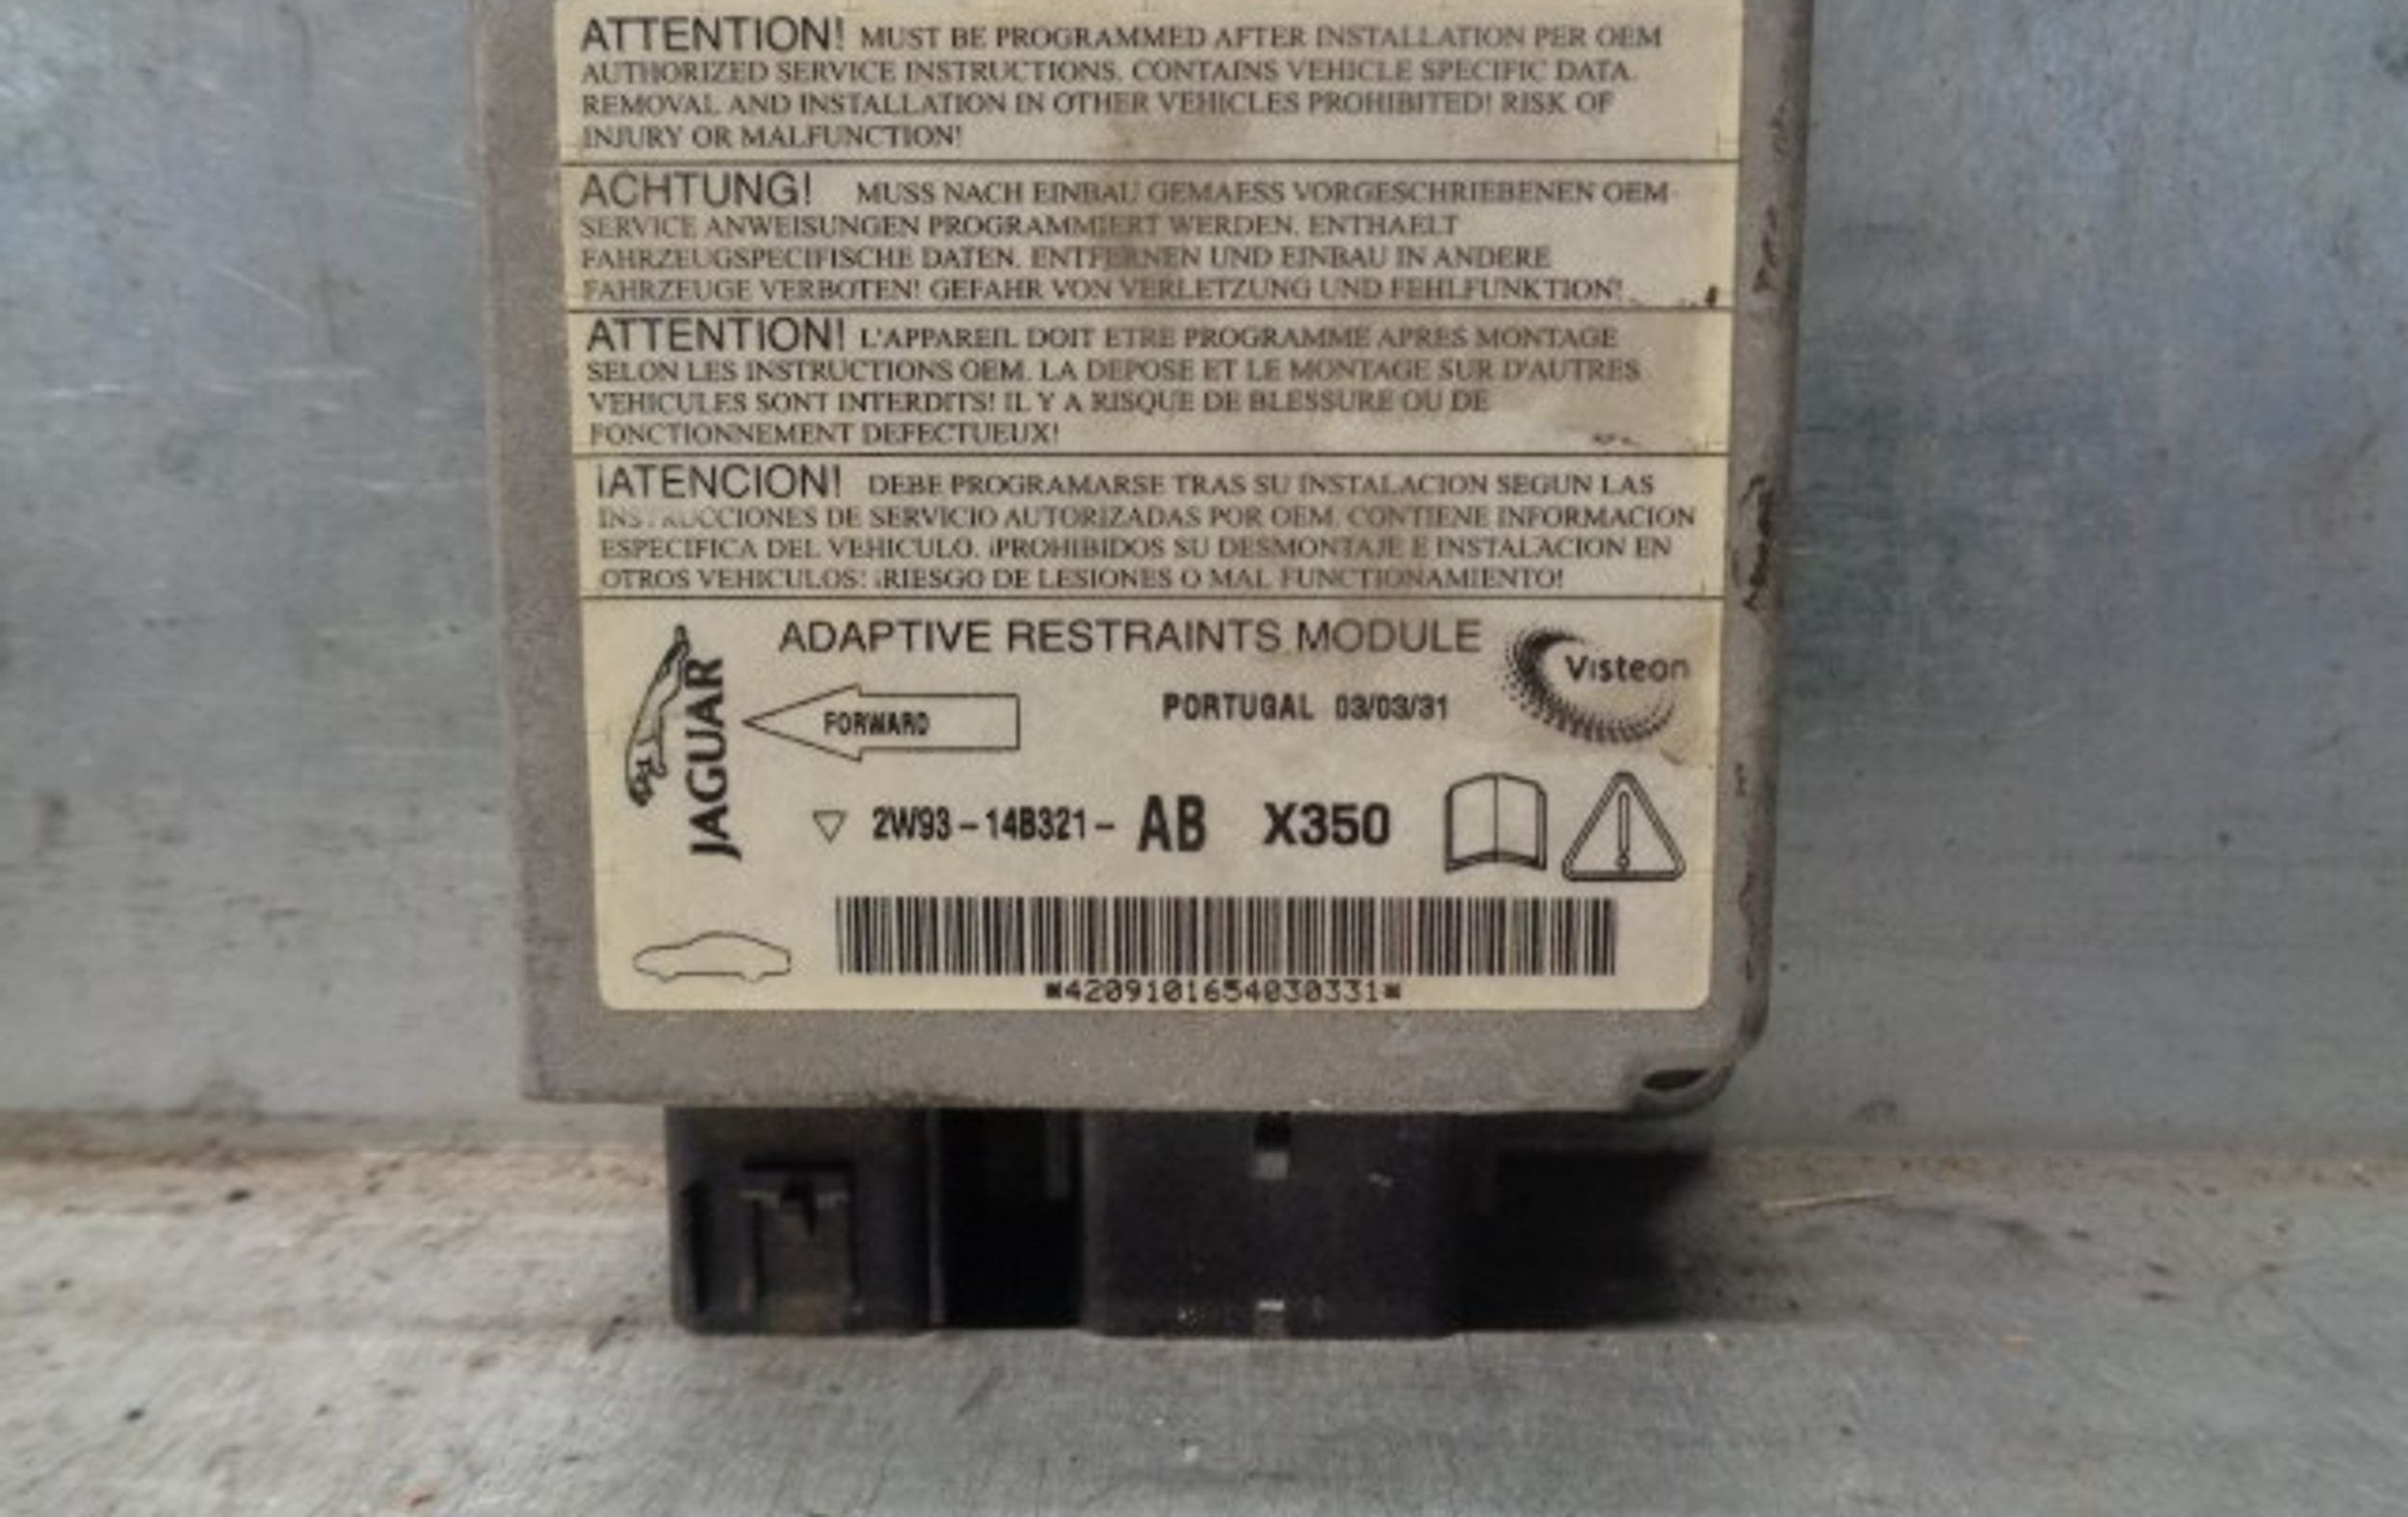 ATTENTION! MUST BE PROGRAMMED AFTER INSTALLATION PER OEM
AUTHORIZED SERVICE INSTRUCTIONS. CONTAINS VEHICLE SPECIFIC DATA.
REMOVAL AND INSTALLATION IN OTHER VEHICLES PROHIBITED! RISK OF
INJURY OR MALFUNCTION!
ACHTUNG! MUSS NACH EINBAU GEMAESS VORGESCHRIEBENEN OEM-
SERVICE ANWEISUNGEN PROGRAMMIERT WERDEN. ENTHAELT
FAHRZEUGSPECIFISCHE DATEN. ENTFERNEN UND EINBAU IN ANDERE
FAHRZEUGE VERBOTEN! GEFAHR VON VERLETZUNG UND FEHLFUNKTION!
ATTENTION! L'APPAREIL DOIT ETRE PROGRAMME APRES MONTAGE
SELON LES INSTRUCTIONS OEM. LA DEPOSE ET LE MONTAGE SUR D'AUTRES
VEHICULES SONT INTERDITS! IL Y A RISQUE DE BLESSURE OU DE
FONCTIONNEMENT DEFECTUEUX!
¡ATENCION! DEBE PROGRAMARSE TRAS SU INSTALACION SEGUN LAS
INSTRUCCIONES DE SERVICIO AUTORIZADAS POR OEM. CONTIENE INFORMACION
ESPECIFICA DEL VEHICULO. ¡PROHIBIDOS SU DESMONTAJE E INSTALACION EN
OTROS VEHICULOS! ¡RIESGO DE LESIONES O MAL FUNCTIONAMIENTO!
ADAPTIVE RESTRAINTS MODULE
Visteon
JAGUAR
FORWARD
PORTUGAL 03/03/31
2W93-14B321-AB X350
*4209101654030331*